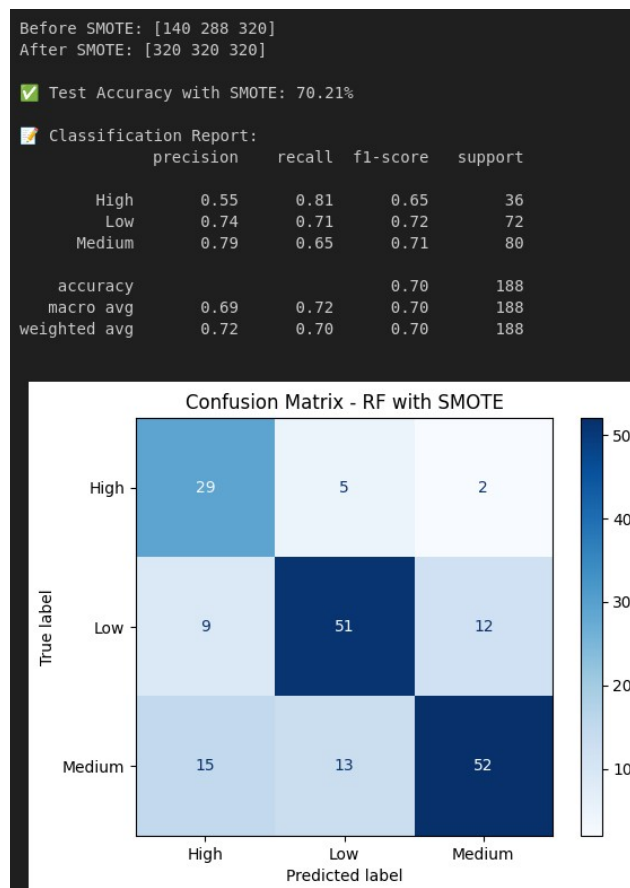 Before SMOTE: [140 288 320]
After SMOTE: [320 320 320]
✅ Test Accuracy with SMOTE: 70.21%
📝 Classification Report:
precision recall f1-score support
High 0.55 0.81 0.65 36
Low 0.74 0.71 0.72 72
Medium 0.79 0.65 0.71 80
accuracy 0.70 188
macro avg 0.69 0.72 0.70 188
weighted avg 0.72 0.70 0.70 188
Confusion Matrix - RF with SMOTE
True label
High 29 5 2
Low 9 51 12
Medium 15 13 52
High Low Medium
Predicted label
50
40
30
20
10